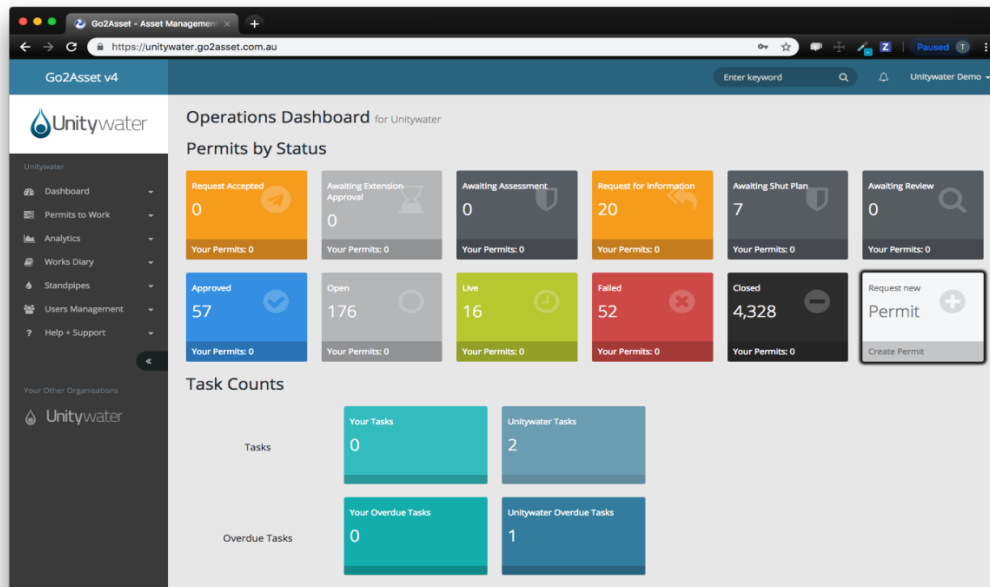 Go2Asset - Asset Management
https://unitywater.go2asset.com.au
Z
Paused
T
Go2Asset v4
Enter keyword
Unitywater Demo
Unitywater
Operations Dashboard for Unitywater
Permits by Status
Unitywater
Dashboard
Permits to Work
Analytics
Works Diary
Standpipes
Users Management
? Help + Support
«
Your Other Organisations
Unitywater
Request Accepted
0
Your Permits: 0
Awaiting Extension
Approval
0
Your Permits: 0
Awaiting Assessment
0
Your Permits: 0
Request for Information
20
Your Permits: 0
Awaiting Shut Plan
7
Your Permits: 0
Awaiting Review
0
Your Permits: 0
Approved
57
Your Permits: 0
Open
176
Your Permits: 0
Live
16
Your Permits: 0
Failed
52
Your Permits: 0
Closed
4,328
Your Permits: 0
Request new
Permit
Create Permit
Task Counts
Tasks
Your Tasks
0
Unitywater Tasks
2
Overdue Tasks
Your Overdue Tasks
0
Unitywater Overdue Tasks
1